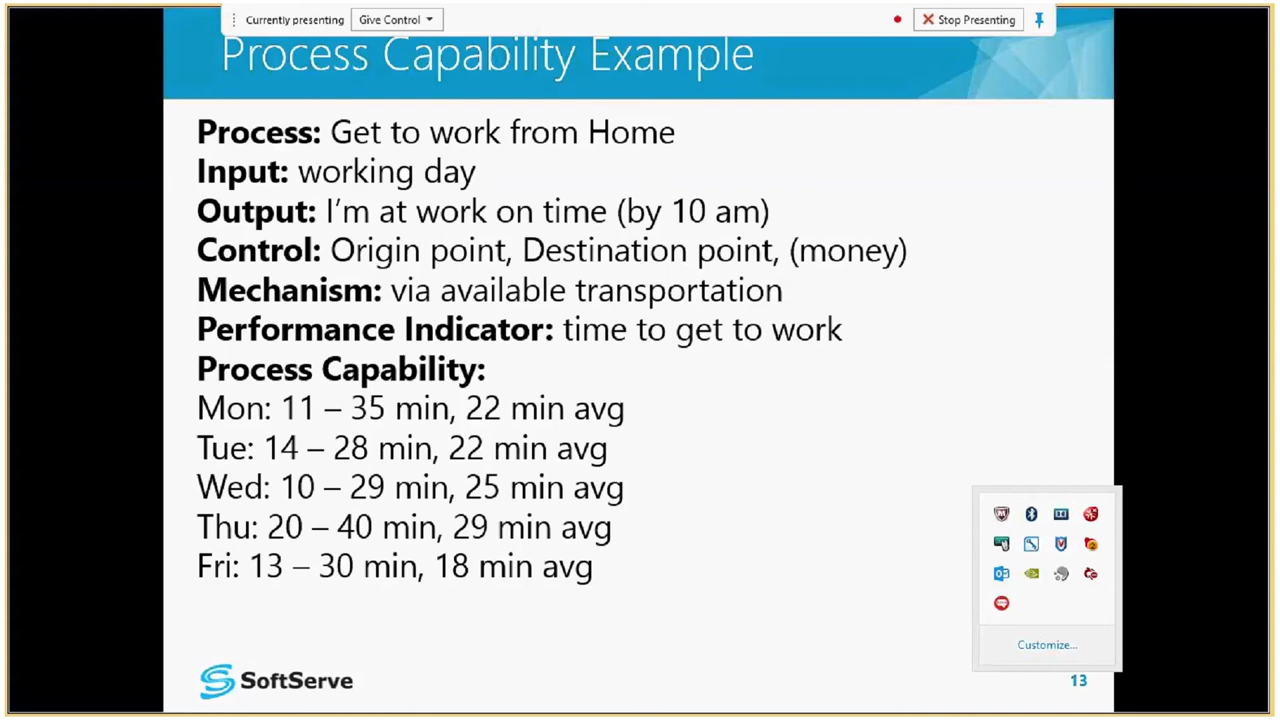 Currently presenting Give Control Stop Presenting
Process Capability Example
Process: Get to work from Home
Input: working day
Output: I'm at work on time (by 10 am)
Control: Origin point, Destination point, (money)
Mechanism: via available transportation
Performance Indicator: time to get to work
Process Capability:
Mon: 11 – 35 min, 22 min avg
Tue: 14 – 28 min, 22 min avg
Wed: 10 – 29 min, 25 min avg
Thu: 20 – 40 min, 29 min avg
Fri: 13 – 30 min, 18 min avg
Customize...
SoftServe
13